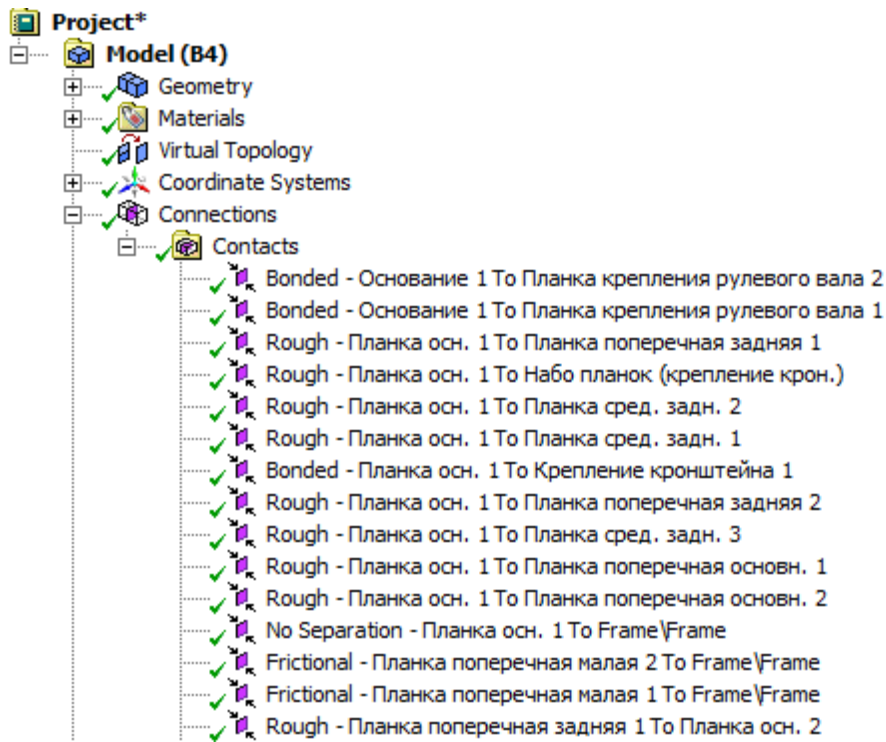 Project*
Model (B4)
Geometry
Materials
Virtual Topology
Coordinate Systems
Connections
Contacts
Bonded - Основание 1 To Планка крепления рулевого вала 2
Bonded - Основание 1 To Планка крепления рулевого вала 1
Rough - Планка осн. 1 To Планка поперечная задняя 1
Rough - Планка осн. 1 To Набо планок (крепление крон.)
Rough - Планка осн. 1 To Планка сред. задн. 2
Rough - Планка осн. 1 To Планка сред. задн. 1
Bonded - Планка осн. 1 To Крепление кронштейна 1
Rough - Планка осн. 1 To Планка поперечная задняя 2
Rough - Планка осн. 1 To Планка сред. задн. 3
Rough - Планка осн. 1 To Планка поперечная основн. 1
Rough - Планка осн. 1 To Планка поперечная основн. 2
No Separation - Планка осн. 1 To Frame\Frame
Frictional - Планка поперечная малая 2 To Frame\Frame
Frictional - Планка поперечная малая 1 To Frame\Frame
Rough - Планка поперечная задняя 1 To Планка осн. 2